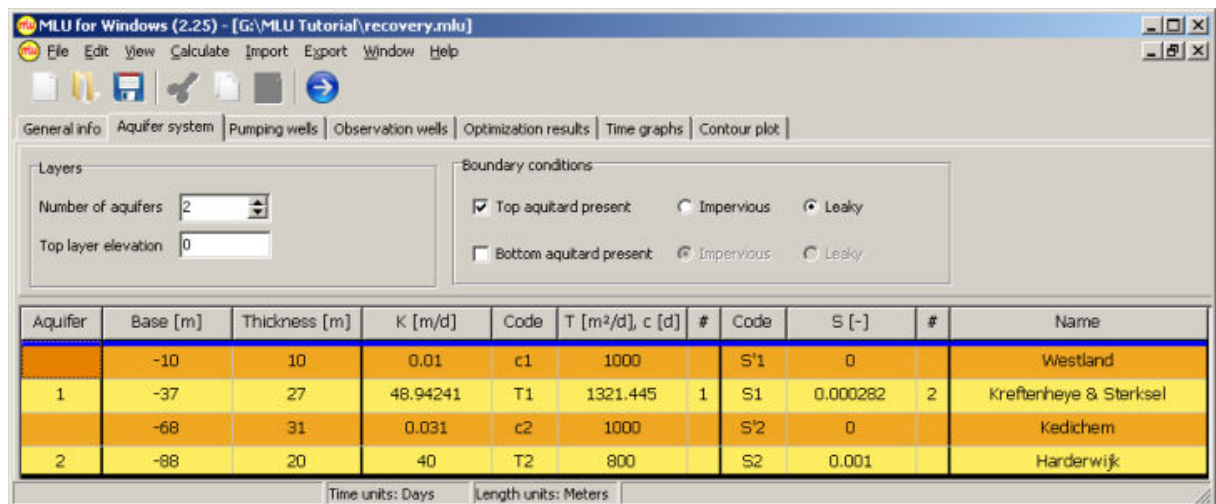 MLU for Windows (2.25) - [G:\MLU Tutorial\recovery.mlu]
File Edit View Calculate Import Export Window Help
General info Aquifer system Pumping wells Observation wells Optimization results Time graphs Contour plot
Layers
Number of aquifers 2
Top layer elevation 0
Boundary conditions
Top aquitard present Impervious Leaky
Bottom aquitard present Impervious Leaky
Aquifer Base [m] Thickness [m] K [m/d] Code T [m²/d], c [d] # Code S [-] # Name
-10 10 0.01 c1 1000 S'1 0 Westland
1 -37 27 48.94241 T1 1321.445 1 S1 0.000282 2 Kreftenheye & Sterksel
-68 31 0.031 c2 1000 S'2 0 Kedichem
2 -88 20 40 T2 800 S2 0.001 Harderwijk
Time units: Days Length units: Meters